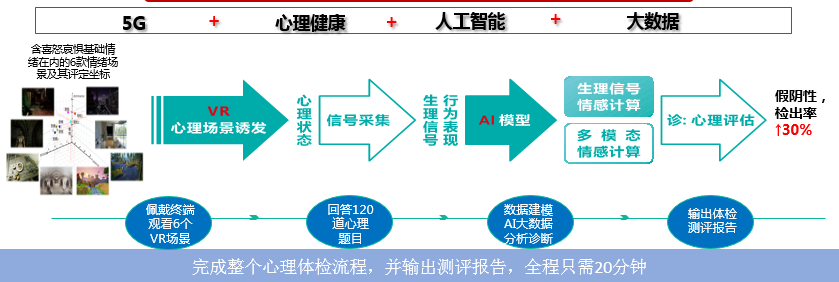 5G + 心理健康 + 人工智能 + 大数据
含喜怒哀惧基础情
绪在内的6款情绪场
景及其评定坐标
VR
心理场景诱发
心理状态
信号采集
生理信号
行为表现
AI 模型
生理信号
情感计算
多 模 态
情感计算
诊: 心理评估
假阴性，
检出率
↑30%
佩戴终端
观看6个
VR场景
回答120
道心理
题目
数据建模
AI大数据
分析诊断
输出体检
测评报告
完成整个心理体检流程，并输出测评报告，全程只需20分钟